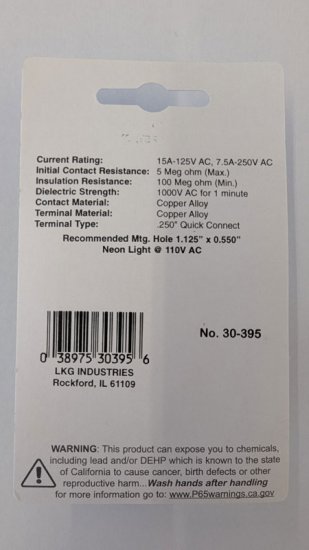 Current Rating: 15A-125V AC, 7.5A-250V AC
Initial Contact Resistance: 5 Meg ohm (Max.)
Insulation Resistance: 100 Meg ohm (Min.)
Dielectric Strength: 1000V AC for 1 minute
Contact Material: Copper Alloy
Terminal Material: Copper Alloy
Terminal Type: .250" Quick Connect
Recommended Mtg. Hole 1.125" x 0.550"
Neon Light @ 110V AC
No. 30-395
0 38975 30395 6
LKG INDUSTRIES
Rockford, IL 61109
WARNING: This product can expose you to chemicals,
including lead and/or DEHP which is known to the state
of California to cause cancer, birth defects or other
reproductive harm...Wash hands after handling
for more information go to: www.P65warnings.ca.gov